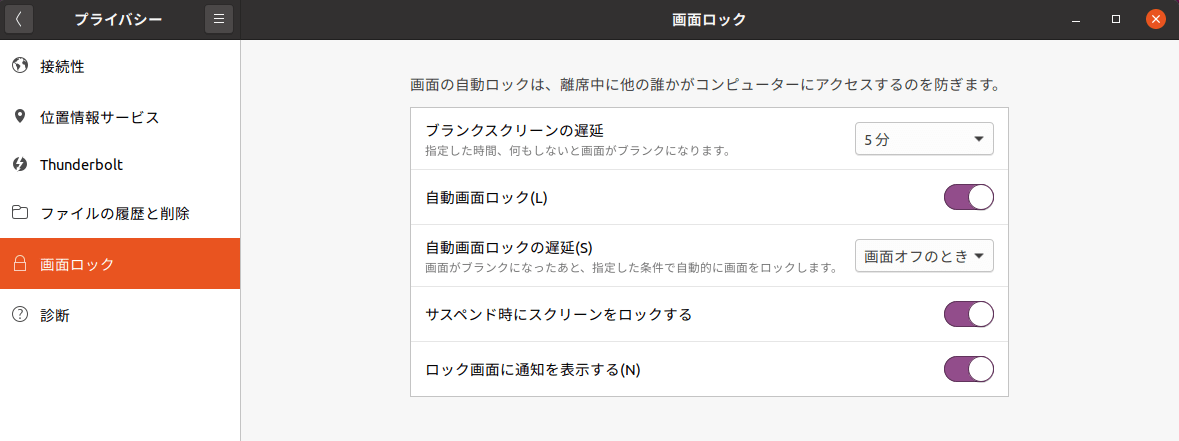 プライバシー
画面ロック
接続性
位置情報サービス
Thunderbolt
ファイルの履歴と削除
画面ロック
診断
画面の自動ロックは、離席中に他の誰かがコンピューターにアクセスするのを防ぎます。
ブランクスクリーンの遅延
指定した時間、何もしないと画面がブランクになります。
5 分
自動画面ロック(L)
自動画面ロックの遅延(S)
画面がブランクになったあと、指定した条件で自動的に画面をロックします。
画面オフのとき
サスペンド時にスクリーンをロックする
ロック画面に通知を表示する(N)